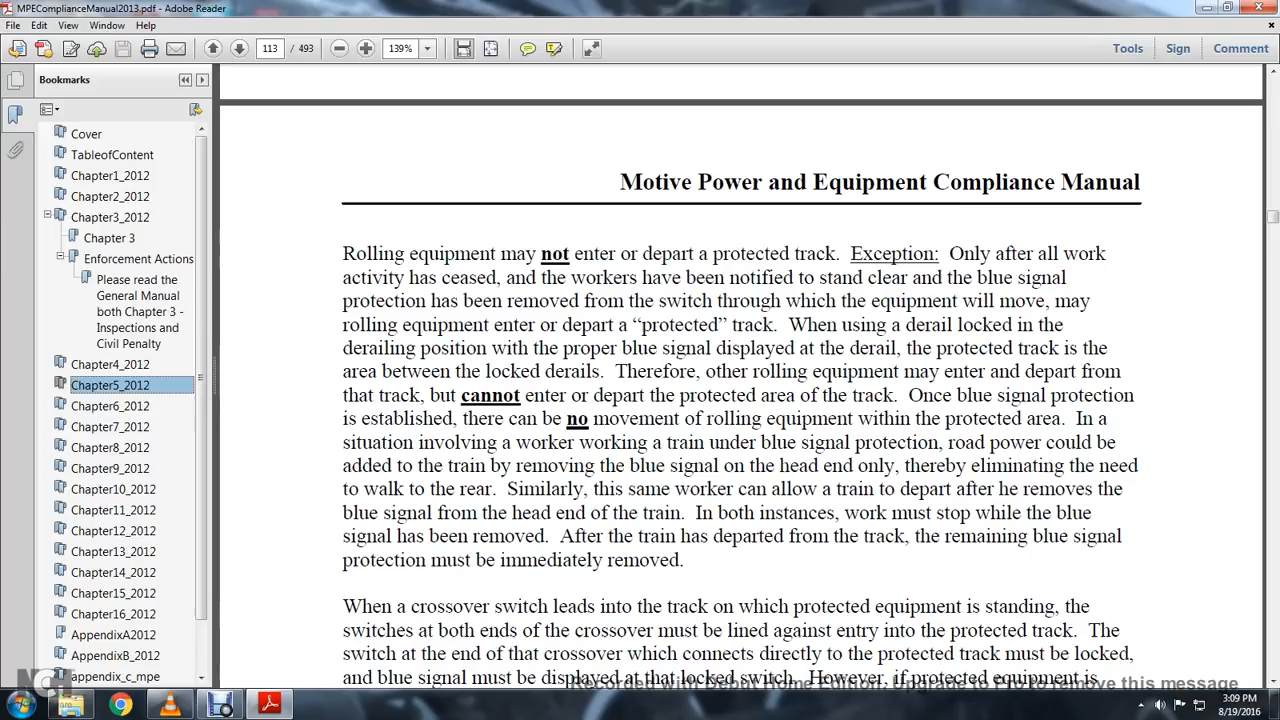 MPEComplianceManual2013.pdf - Adobe Reader
File Edit View Window Help
113 / 493 139% Tools Sign Comment
Bookmarks
Cover
TableofContent
Chapter1_2012
Chapter2_2012
Chapter3_2012
Chapter 3
Enforcement Actions
Please read the
General Manual
both Chapter 3 -
Inspections and
Civil Penalty
Chapter4_2012
Chapter5_2012
Chapter6_2012
Chapter7_2012
Chapter8_2012
Chapter9_2012
Chapter10_2012
Chapter11_2012
Chapter12_2012
Chapter13_2012
Chapter14_2012
Chapter15_2012
Chapter16_2012
AppendixA2012
AppendixB_2012
appendix_c_mpe
Motive Power and Equipment Compliance Manual
Rolling equipment may not enter or depart a protected track. Exception: Only after all work
activity has ceased, and the workers have been notified to stand clear and the blue signal
protection has been removed from the switch through which the equipment will move, may
rolling equipment enter or depart a “protected” track. When using a derail locked in the
derailing position with the proper blue signal displayed at the derail, the protected track is the
area between the locked derails. Therefore, other rolling equipment may enter and depart from
that track, but cannot enter or depart the protected area of the track. Once blue signal protection
is established, there can be no movement of rolling equipment within the protected area. In a
situation involving a worker working a train under blue signal protection, road power could be
added to the train by removing the blue signal on the head end only, thereby eliminating the need
to walk to the rear. Similarly, this same worker can allow a train to depart after he removes the
blue signal from the head end of the train. In both instances, work must stop while the blue
signal has been removed. After the train has departed from the track, the remaining blue signal
protection must be immediately removed.
When a crossover switch leads into the track on which protected equipment is standing, the
switches at both ends of the crossover must be lined against entry into the protected track. The
switch at the end of that crossover which connects directly to the protected track must be locked,
and blue signal must be displayed at that locked switch. However, if protected equipment is
Home Edition. Upgrade to Pro to remove this message
3:09 PM
8/19/2016